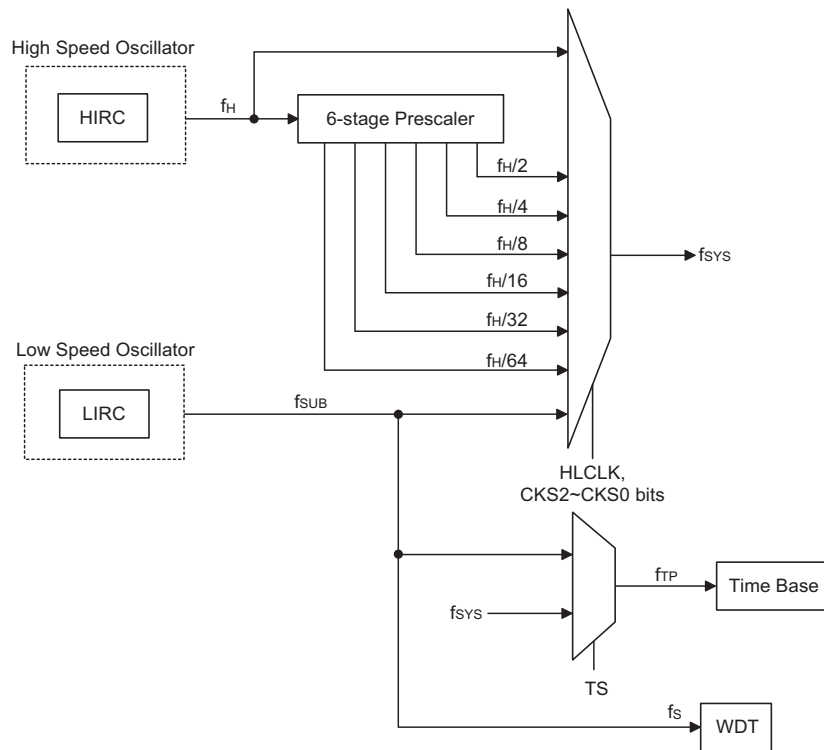 High Speed Oscillator
HIRC
fH
6-stage Prescaler
fH/2
fH/4
fH/8
fH/16
fH/32
fH/64
fSYS
Low Speed Oscillator
LIRC
fSUB
HLCLK,
CKS2~CKS0 bits
fSYS
fTP
Time Base
TS
fS
WDT